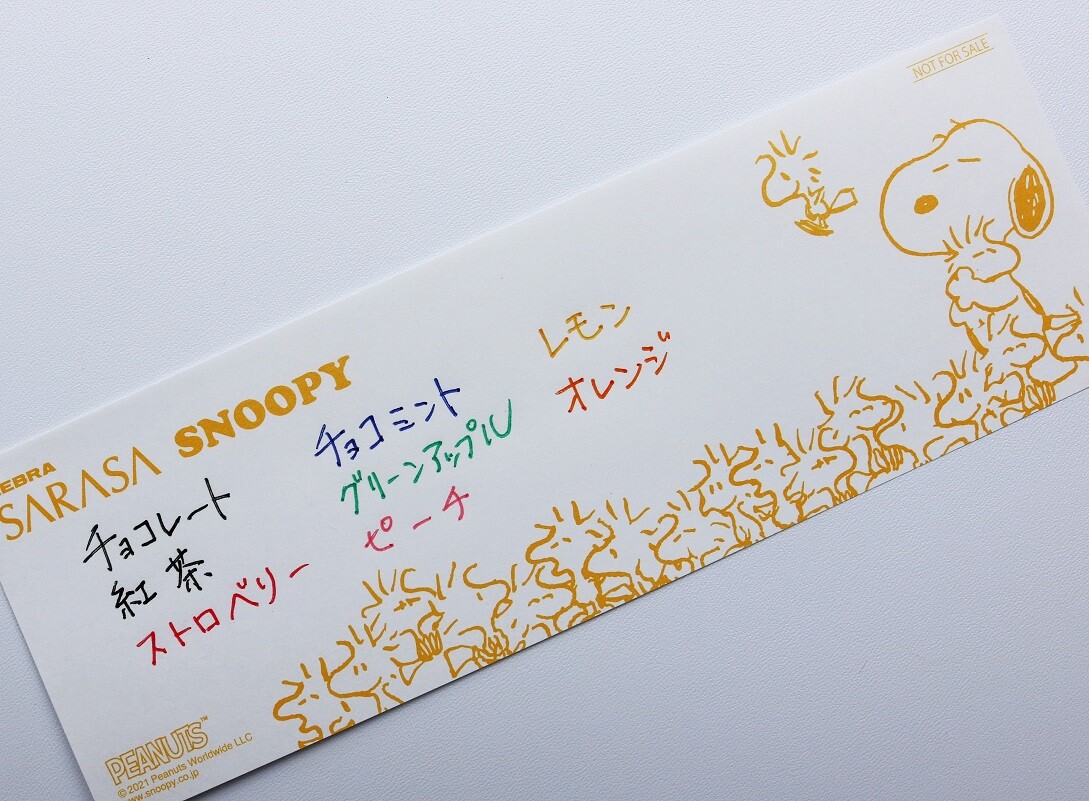 NOT FOR SALE
SARASA SNOOPY
チョコレート
紅茶
ストロベリー
チョコミント
グリーンアップル
ピーチ
レモン
オレンジ
PEANUTS™
© 2021 Peanuts Worldwide LLC
www.snoopy.co.jp